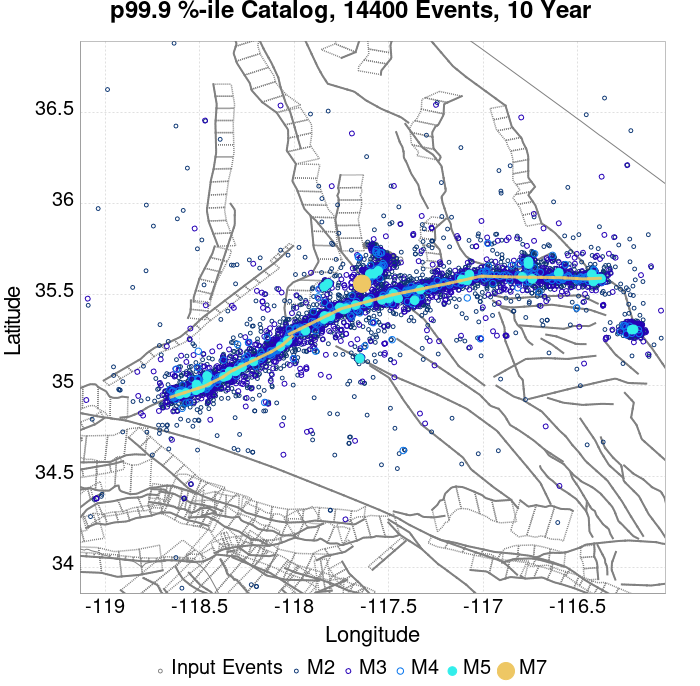 p99.9 %-ile Catalog, 14400 Events, 10 Year
36.5
36
35.5
35
34.5
34
Latitude
-119
-118.5
-118
-117.5
-117
-116.5
Longitude
Input Events
M2
M3
M4
M5
M7